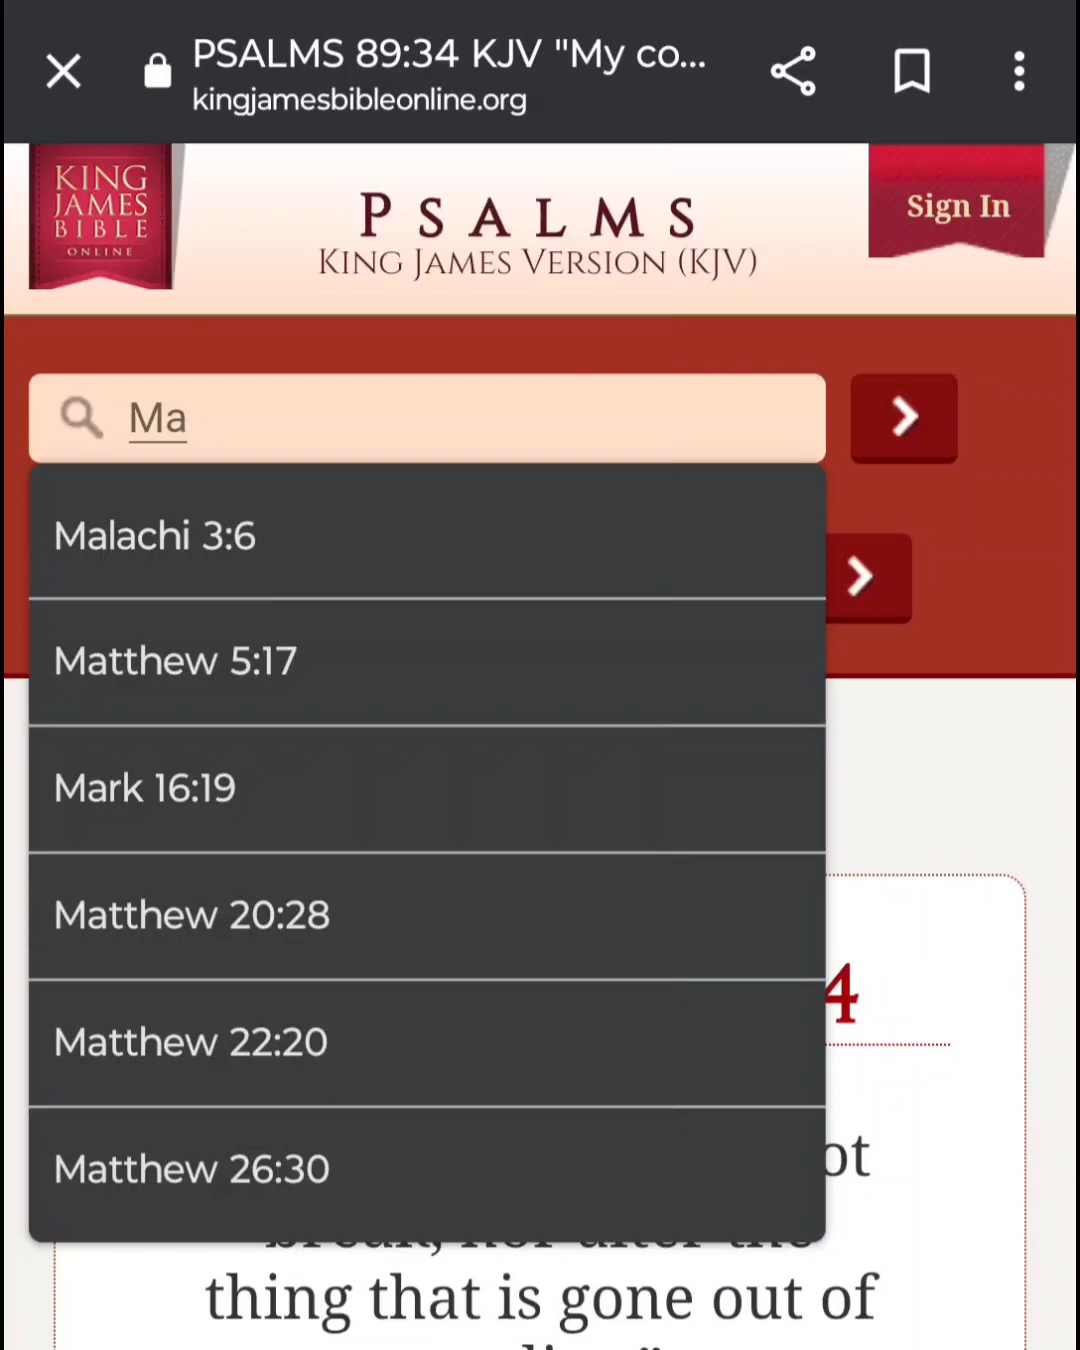 PSALMS 89:34 KJV "My co...
kingjamesbibleonline.org
KING
JAMES
BIBLE
ONLINE
PSALMS
KING JAMES VERSION (KJV)
Sign In
Ma
Malachi 3:6
Matthew 5:17
Mark 16:19
Matthew 20:28
Matthew 22:20
Matthew 26:30
4
ot
thing that is gone out of